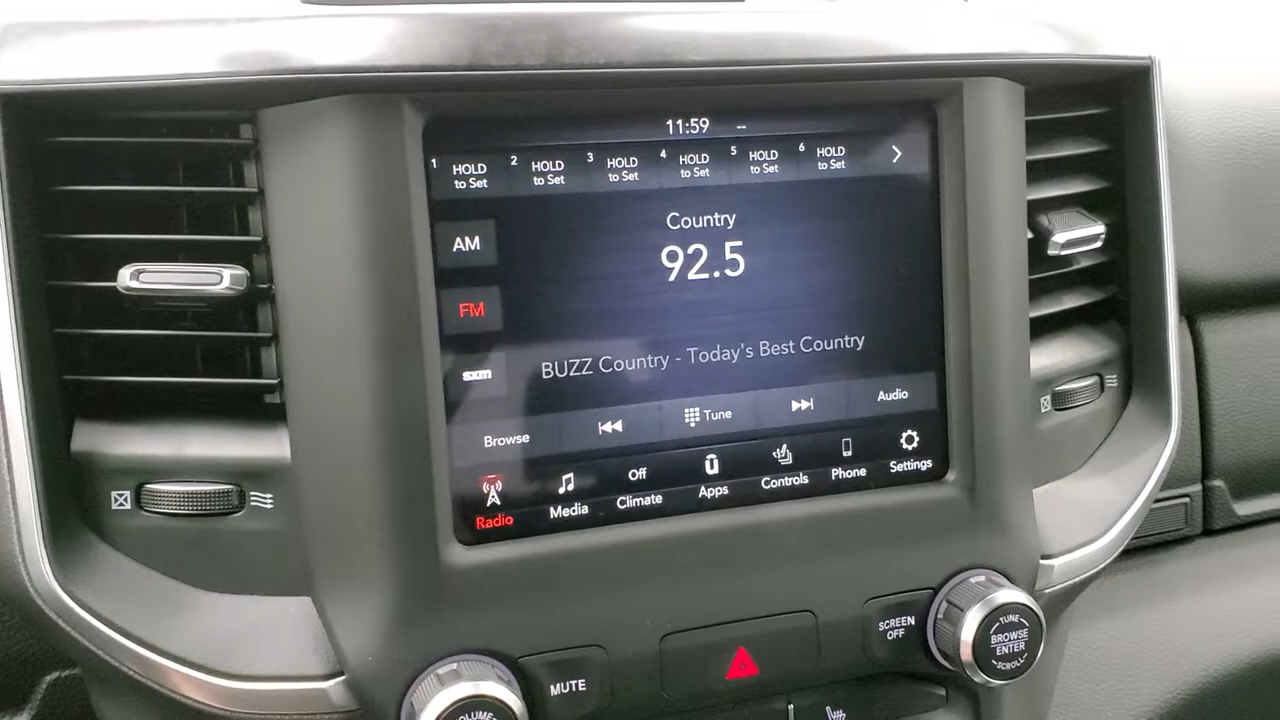 11:59 --
1 HOLD to Set
2 HOLD to Set
3 HOLD to Set
4 HOLD to Set
5 HOLD to Set
6 HOLD to Set
AM
Country
92.5
FM
sxm
BUZZ Country - Today's Best Country
Browse
Tune
Audio
Radio
Media
Off
Climate
Apps
Controls
Phone
Settings
VOLUME
MUTE
SCREEN
OFF
TUNE
BROWSE
ENTER
SCROLL